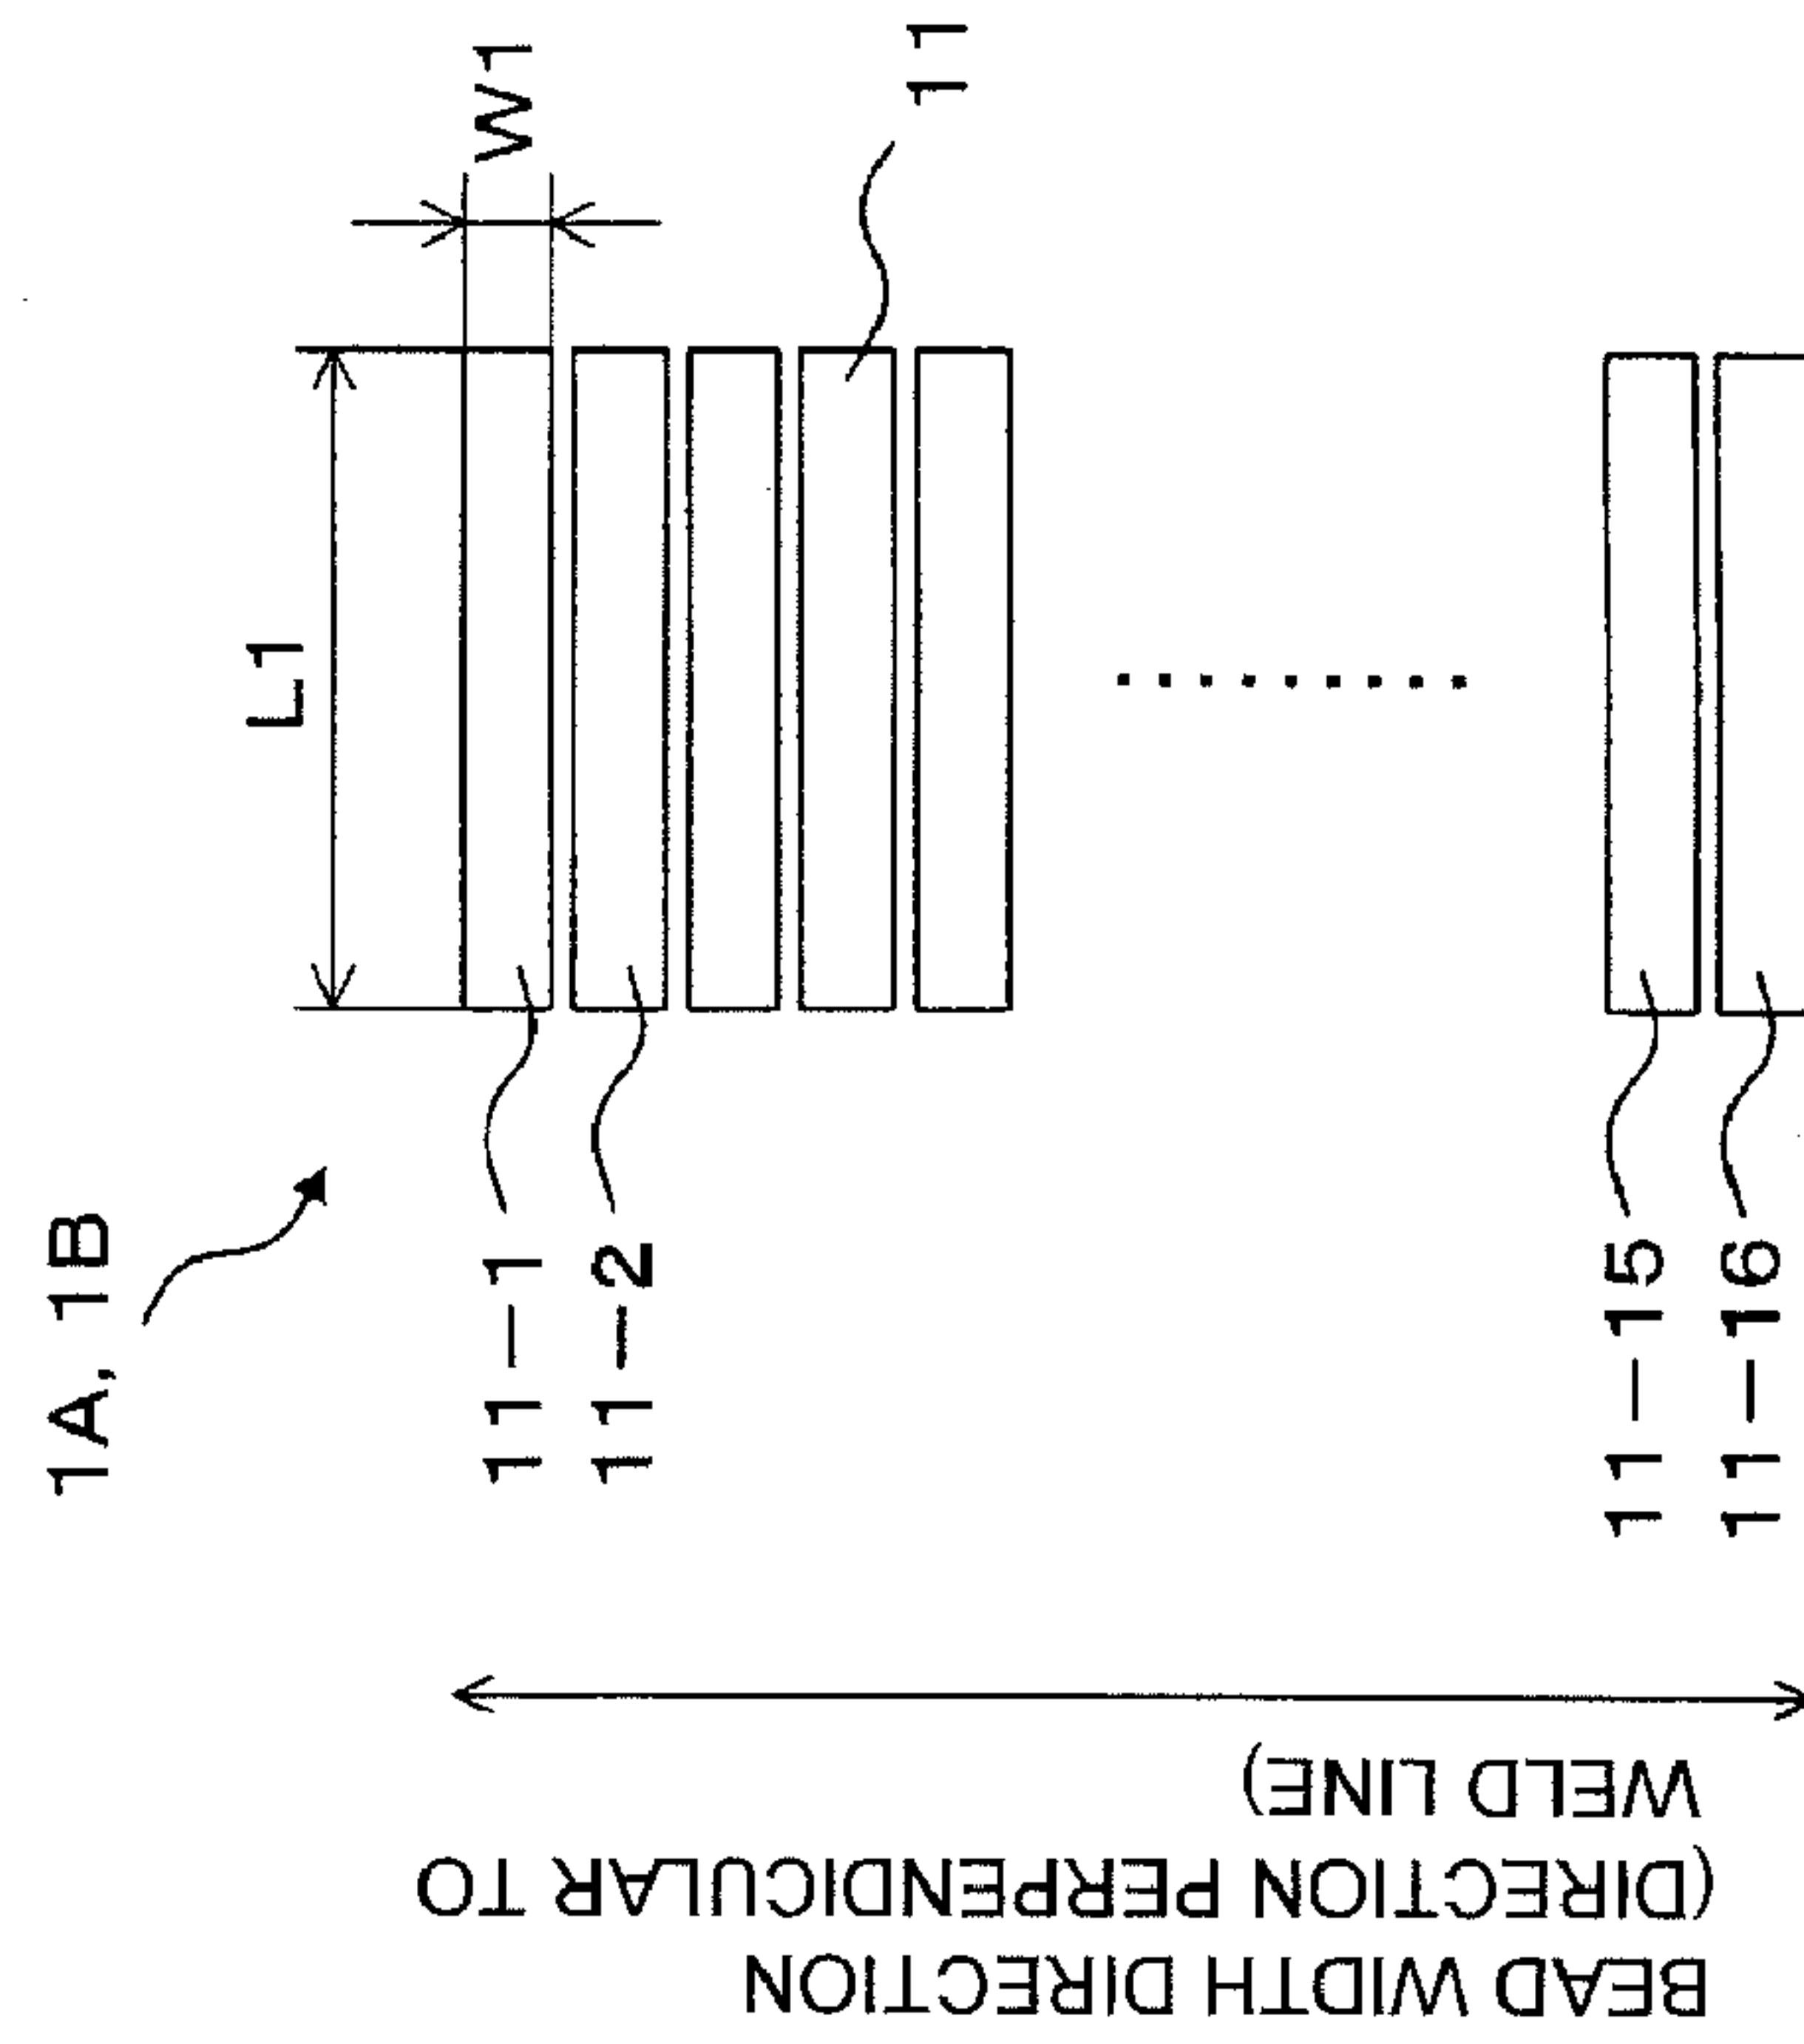 1A, 1B
L1
W1
11
11-1
11-2
11-15
11-16
BEAD WIDTH DIRECTION
(DIRECTION PERPENDICULAR TO
WELD LINE)